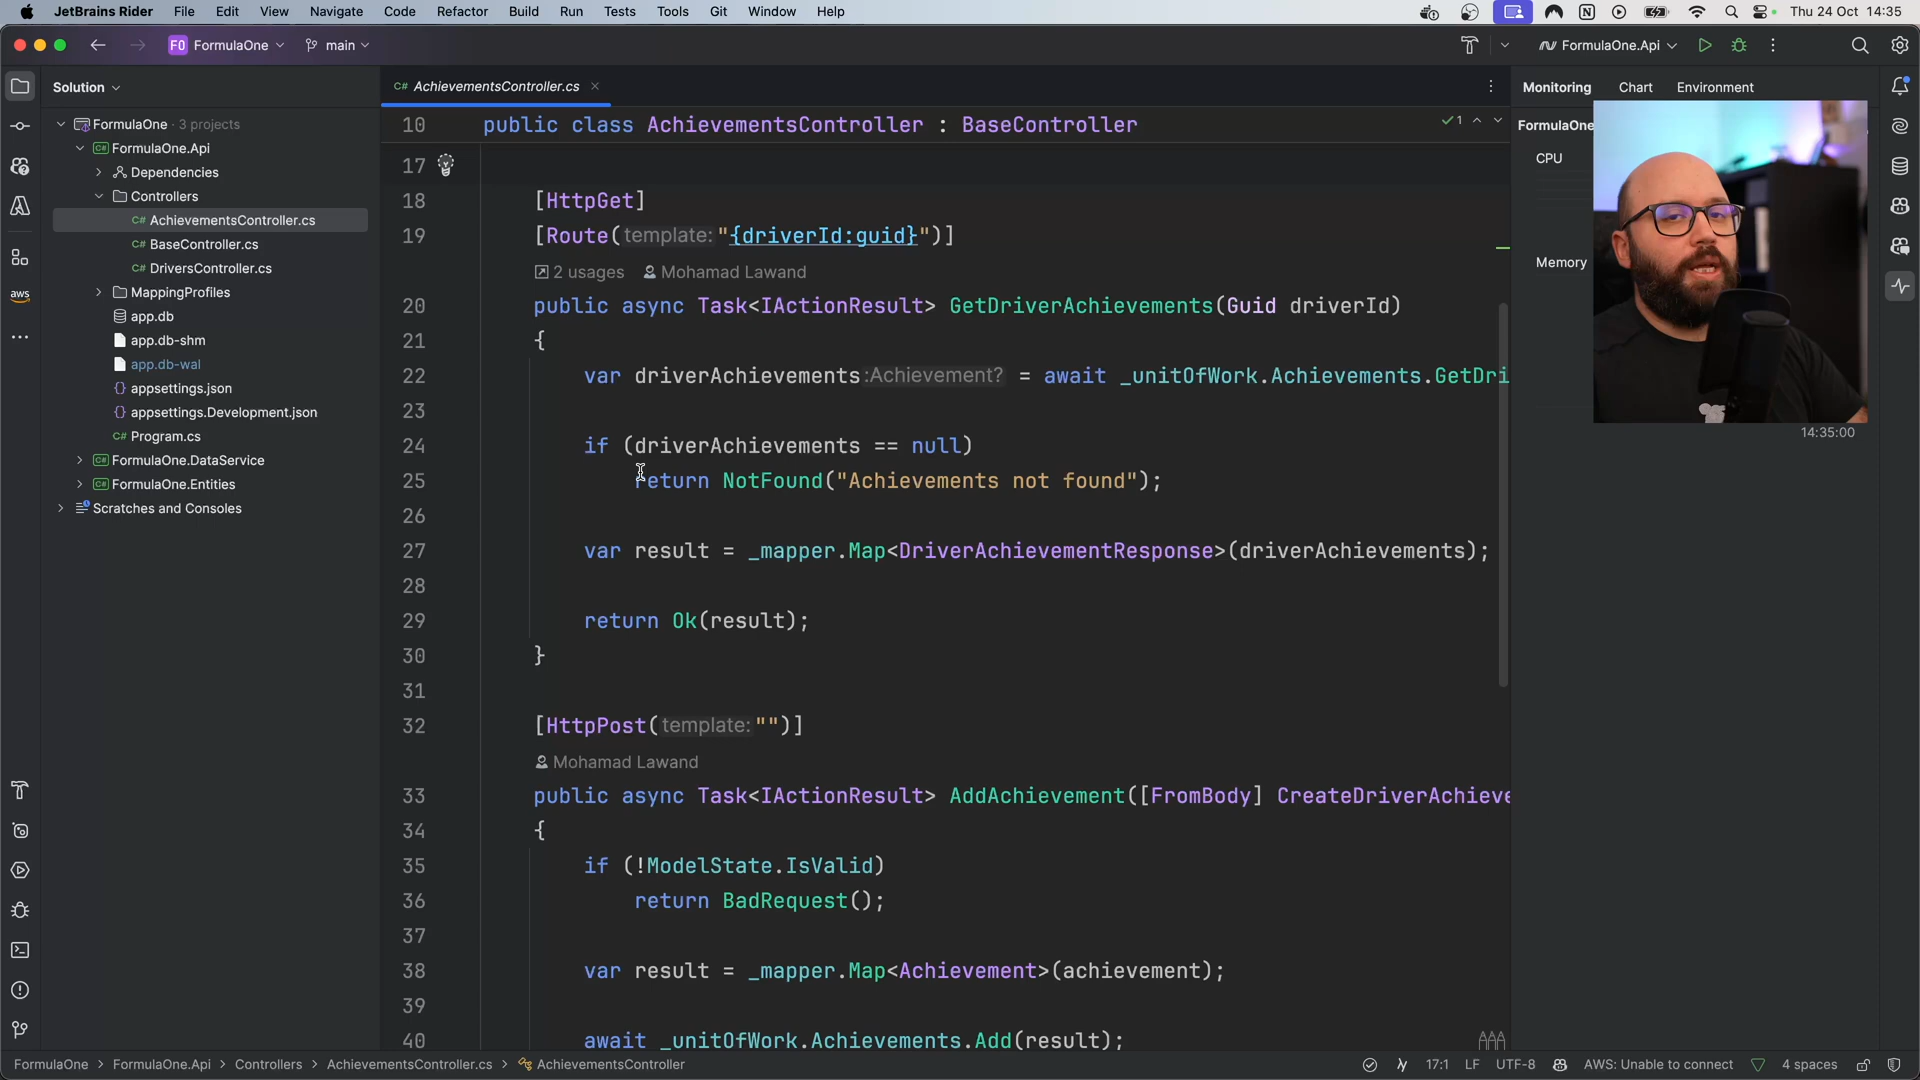 JetBrains Rider File Edit View Navigate Code Refactor Build Run Tests Tools Git Window Help Thu 24 Oct 14:35
F0 FormulaOne main FormulaOne.Api
Solution
FormulaOne · 3 projects
FormulaOne.Api
Dependencies
Controllers
C# AchievementsController.cs
C# BaseController.cs
C# DriversController.cs
MappingProfiles
app.db
app.db-shm
app.db-wal
{} appsettings.json
{} appsettings.Development.json
C# Program.cs
C# FormulaOne.DataService
C# FormulaOne.Entities
Scratches and Consoles
aws
C# AchievementsController.cs
10 public class AchievementsController : BaseController
1
17
18 [HttpGet]
19 [Route(template:"{driverId:guid}")]
2 usages Mohamad Lawand
20 public async Task<IActionResult> GetDriverAchievements(Guid driverId)
21 {
22 var driverAchievements:Achievement? = await _unitOfWork.Achievements.GetDri
23
24 if (driverAchievements == null)
25 return NotFound("Achievements not found");
26
27 var result = _mapper.Map<DriverAchievementResponse>(driverAchievements);
28
29 return Ok(result);
30 }
31
32 [HttpPost(template:"")]
Mohamad Lawand
33 public async Task<IActionResult> AddAchievement([FromBody] CreateDriverAchieve
34 {
35 if (!ModelState.IsValid)
36 return BadRequest();
37
38 var result = _mapper.Map<Achievement>(achievement);
39
40 await _unitOfWork.Achievements.Add(result);
Monitoring Chart Environment
FormulaOne
CPU
Memory
14:35:00
FormulaOne > FormulaOne.Api > Controllers > AchievementsController.cs > AchievementsController 17:1 LF UTF-8 AWS: Unable to connect 4 spaces